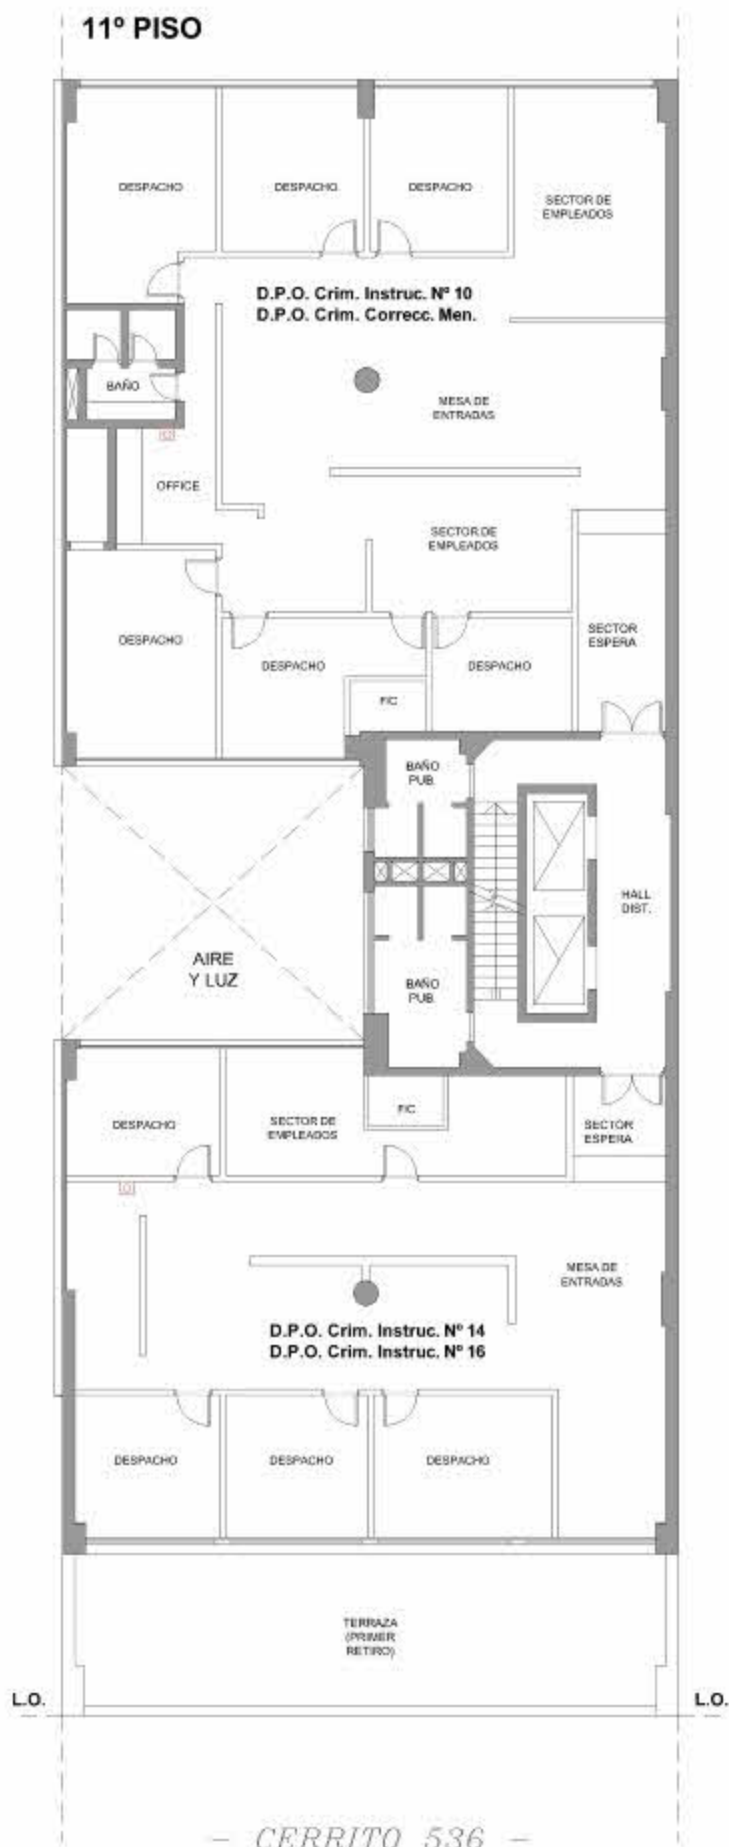 11º PISO
DESPACHO
DESPACHO
DESPACHO
SECTOR DE
EMPLEADOS
D.P.O. Crim. Instruc. Nº 10
D.P.O. Crim. Correcc. Men.
BAÑO
MESA DE
ENTRADAS
OFFICE
SECTOR DE
EMPLEADOS
DESPACHO
DESPACHO
DESPACHO
SECTOR
ESPERA
F/C
BAÑO
PUB.
HALL
DIST.
AIRE
Y LUZ
BAÑO
PUB.
DESPACHO
SECTOR DE
EMPLEADOS
F/C
SECTOR
ESPERA
MESA DE
ENTRADAS
D.P.O. Crim. Instruc. Nº 14
D.P.O. Crim. Instruc. Nº 16
DESPACHO
DESPACHO
DESPACHO
TERRAZA
(PRIMER
RETIRO)
L.O.
L.O.
- CERRITO 536 -